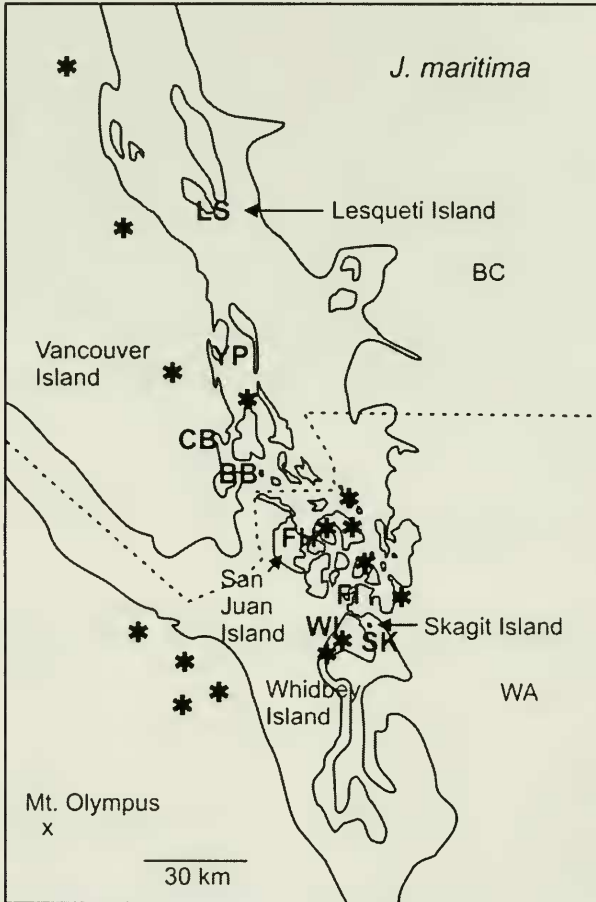 J. maritima
LS
Lesqueti Island
BC
Vancouver
Island
YP
CB
BB
FH
San
Juan
Island
FI
WI
SK
Skagit Island
Whidbey
Island
WA
Mt. Olympus
x
30 km